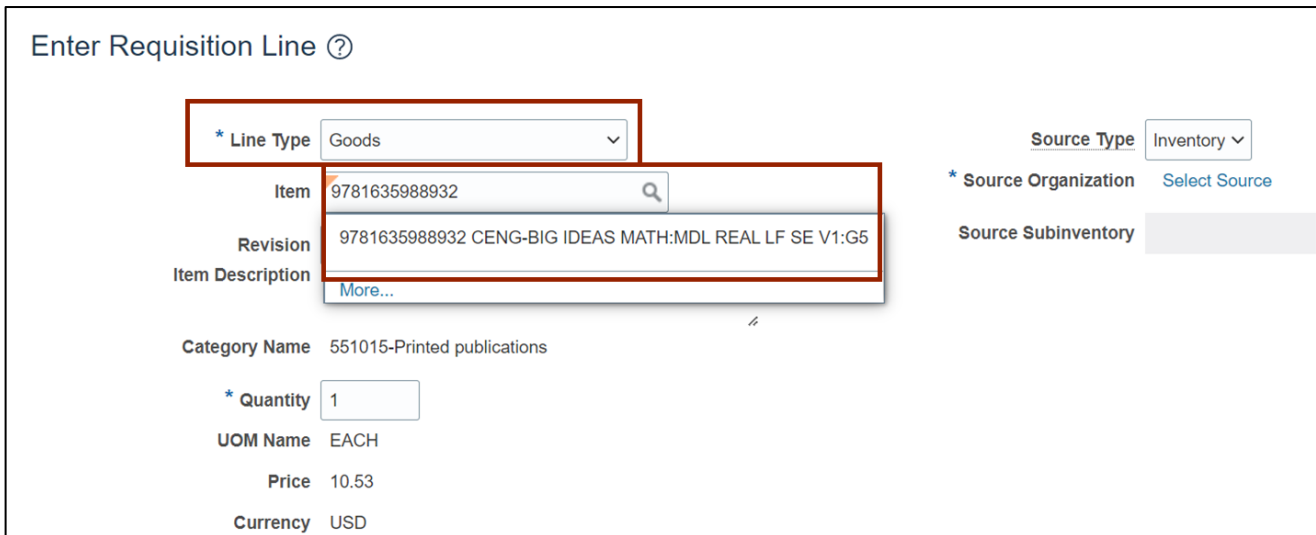 Enter Requisition Line ?
* Line Type Goods
Source Type Inventory
Item 9781635988932
* Source Organization Select Source
9781635988932 CENG-BIG IDEAS MATH:MDL REAL LF SE V1:G5
Revision
Source Subinventory
Item Description
More...
Category Name 551015-Printed publications
* Quantity 1
UOM Name EACH
Price 10.53
Currency USD